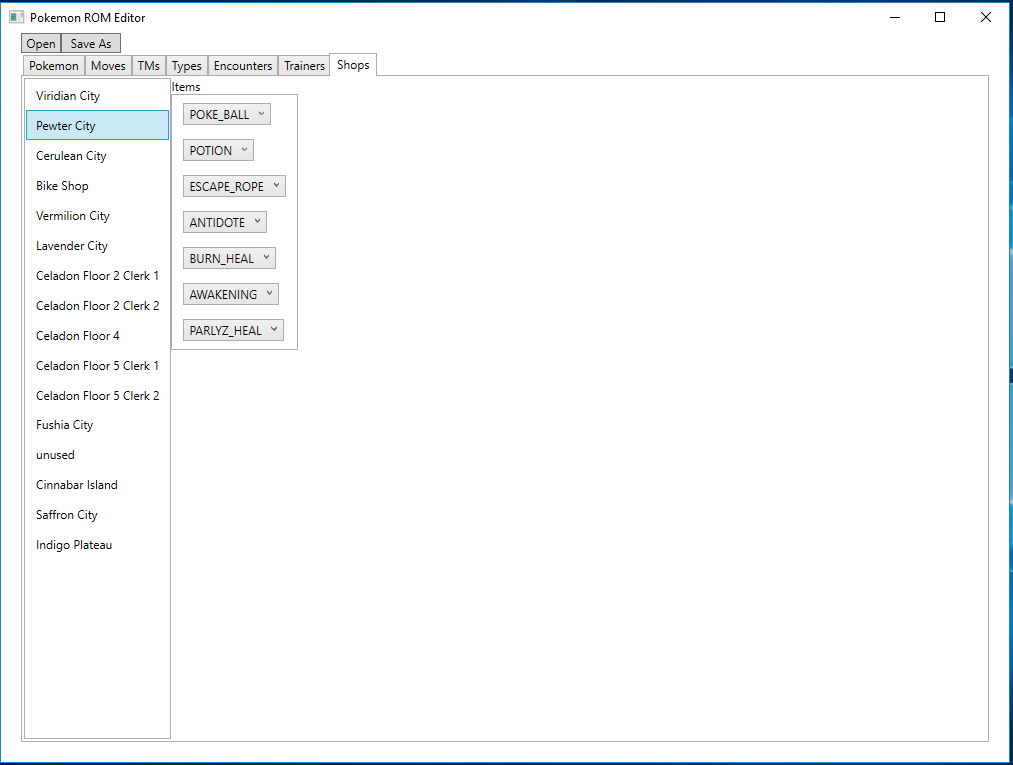 Pokemon ROM Editor
Open Save As
Pokemon Moves TMs Types Encounters Trainers Shops
Items
Viridian City
Pewter City
Cerulean City
Bike Shop
Vermilion City
Lavender City
Celadon Floor 2 Clerk 1
Celadon Floor 2 Clerk 2
Celadon Floor 4
Celadon Floor 5 Clerk 1
Celadon Floor 5 Clerk 2
Fushia City
unused
Cinnabar Island
Saffron City
Indigo Plateau
POKE_BALL
POTION
ESCAPE_ROPE
ANTIDOTE
BURN_HEAL
AWAKENING
PARLYZ_HEAL